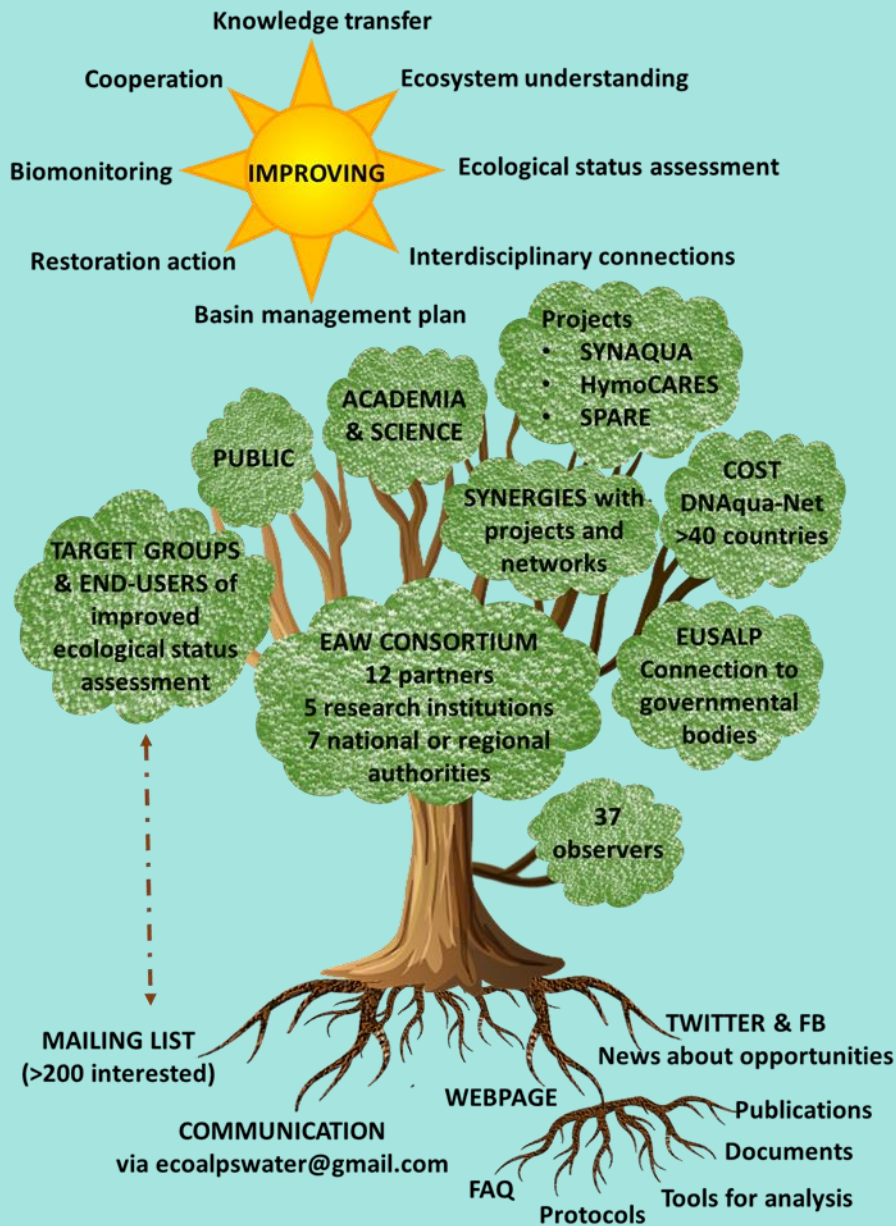 Knowledge transfer
Cooperation
Ecosystem understanding
Biomonitoring
IMPROVING
Ecological status assessment
Restoration action
Interdisciplinary connections
Basin management plan
Projects
• SYNAQUA
• HymoCARES
• SPARE
ACADEMIA
& SCIENCE
PUBLIC
SYNERGIES with
projects and
networks
COST
DNAqua-Net
>40 countries
TARGET GROUPS
& END-USERS of
improved
ecological status
assessment
EAW CONSORTIUM
12 partners
5 research institutions
7 national or regional
authorities
EUSALP
Connection to
governmental
bodies
37
observers
MAILING LIST
(>200 interested)
TWITTER & FB
News about opportunities
COMMUNICATION
via ecoalpswater@gmail.com
WEBPAGE
Publications
Documents
Tools for analysis
Protocols
FAQ